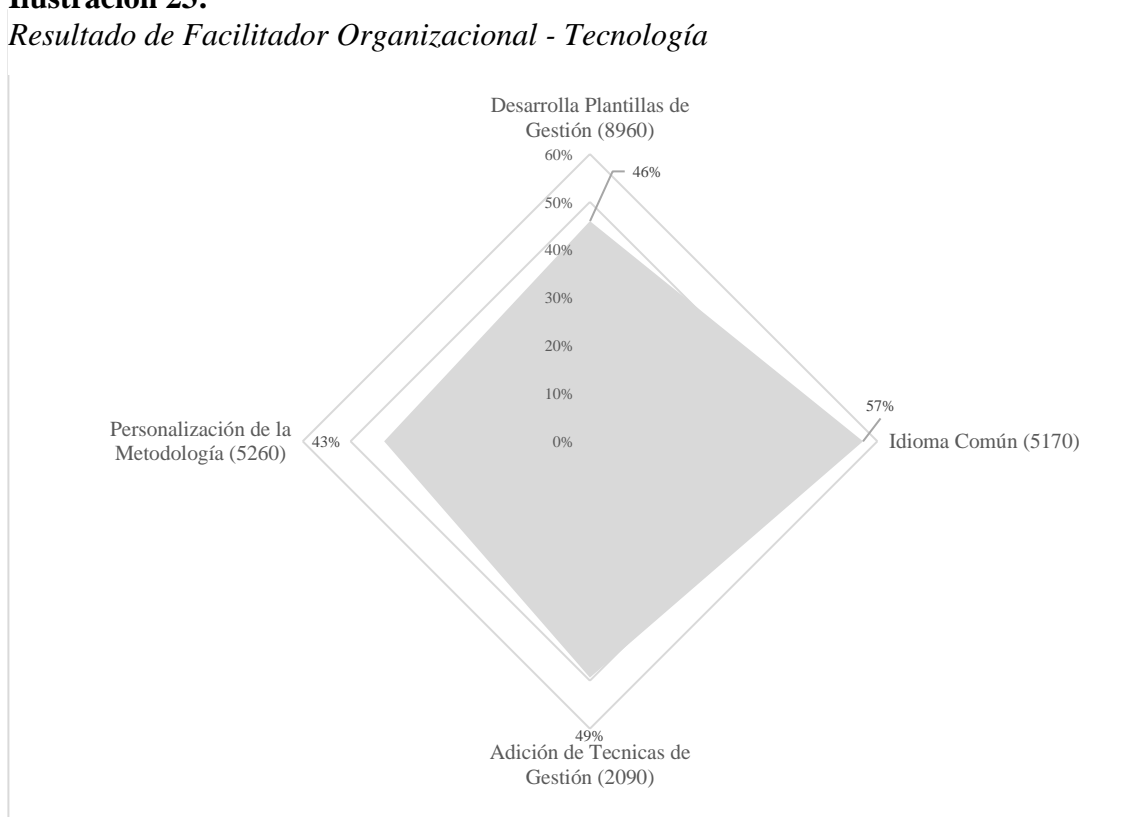 Ilustración 25.
Resultado de Facilitador Organizacional - Tecnología
Desarrolla Plantillas de
Gestión (8960)
60%
46%
50%
40%
30%
20%
10%
57%
Personalización de la
Metodología (5260)
43%
0%
Idioma Común (5170)
49%
Adición de Tecnicas de
Gestión (2090)